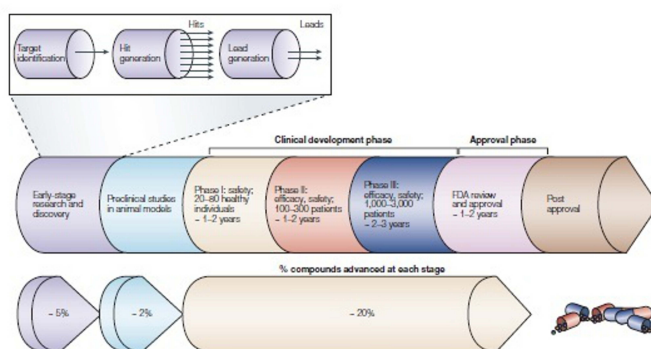 Hits
Leads
Target
identification
Hit
generation
Lead
generation
Clinical development phase
Approval phase
Early-stage
research and
discovery
Preclinical studies
in animal models
Phase I: safety;
20–80 healthy
individuals
~ 1–2 years
Phase II:
efficacy, safety;
100–300 patients
~ 1–2 years
Phase III:
efficacy, safety;
1,000–3,000
patients
~ 2–3 years
FDA review
and approval
~ 1–2 years
Post
approval
% compounds advanced at each stage
~ 5%
~ 2%
~ 20%